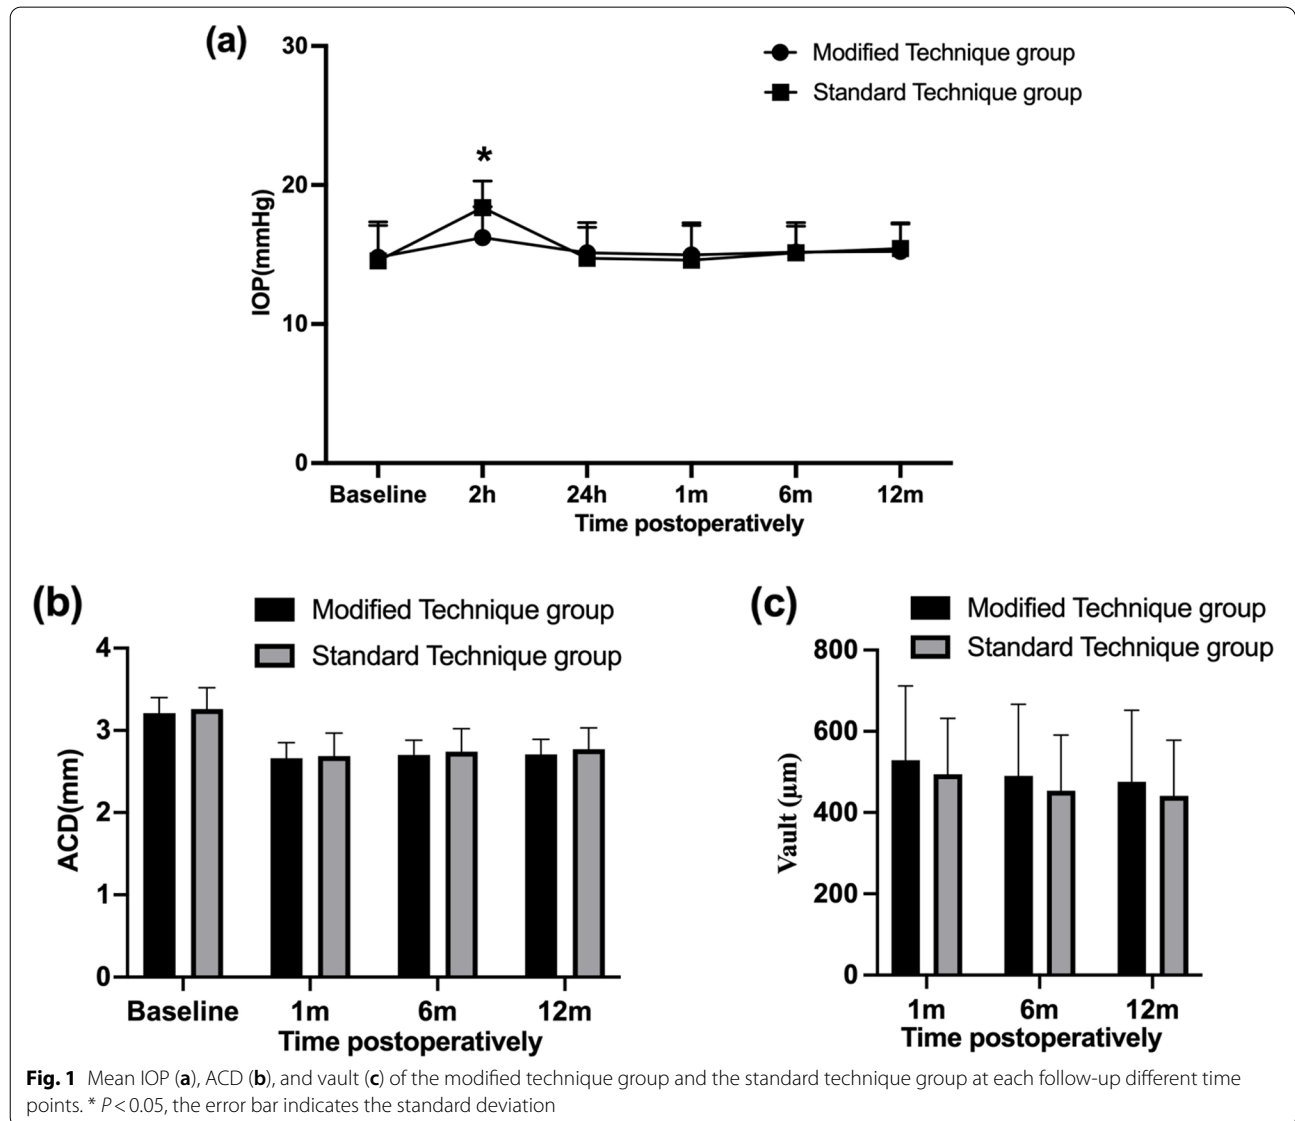 (a)
Modified Technique group
Standard Technique group
*
30
20
10
0
IOP(mmHg)
Baseline 2h 24h 1m 6m 12m
Time postoperatively
(b)
Modified Technique group
Standard Technique group
4
3
2
1
0
ACD(mm)
Baseline 1m 6m 12m
Time postoperatively
(c)
Modified Technique group
Standard Technique group
800
600
400
200
0
Vault (μm)
1m 6m 12m
Time postoperatively
Fig. 1 Mean IOP (a), ACD (b), and vault (c) of the modified technique group and the standard technique group at each follow-up different time
points. * P < 0.05, the error bar indicates the standard deviation